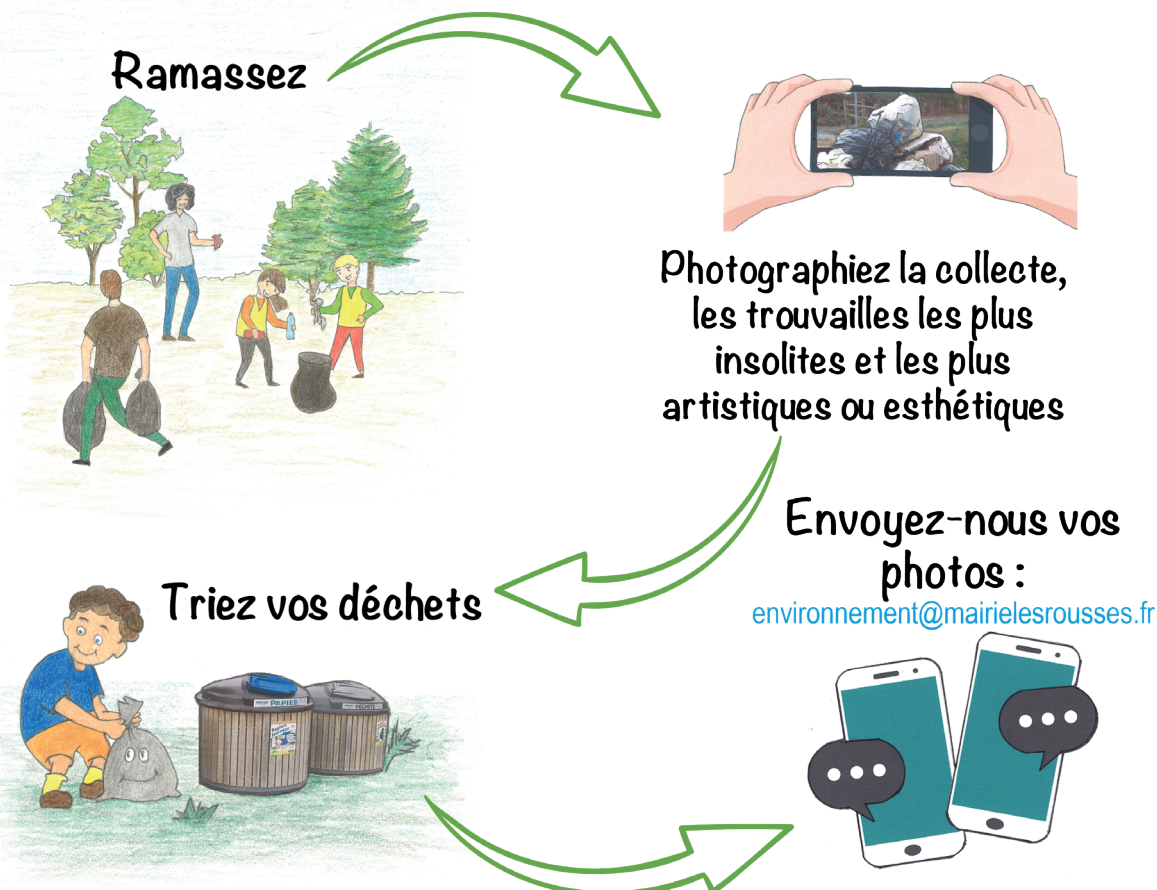 Ramassez
Photographiez la collecte,
les trouvailles les plus
insolites et les plus
artistiques ou esthétiques
Triez vos déchets
PAPIER
DÉCHETS
Envoyez-nous vos
photos :
environnement@mairielesrousses.fr